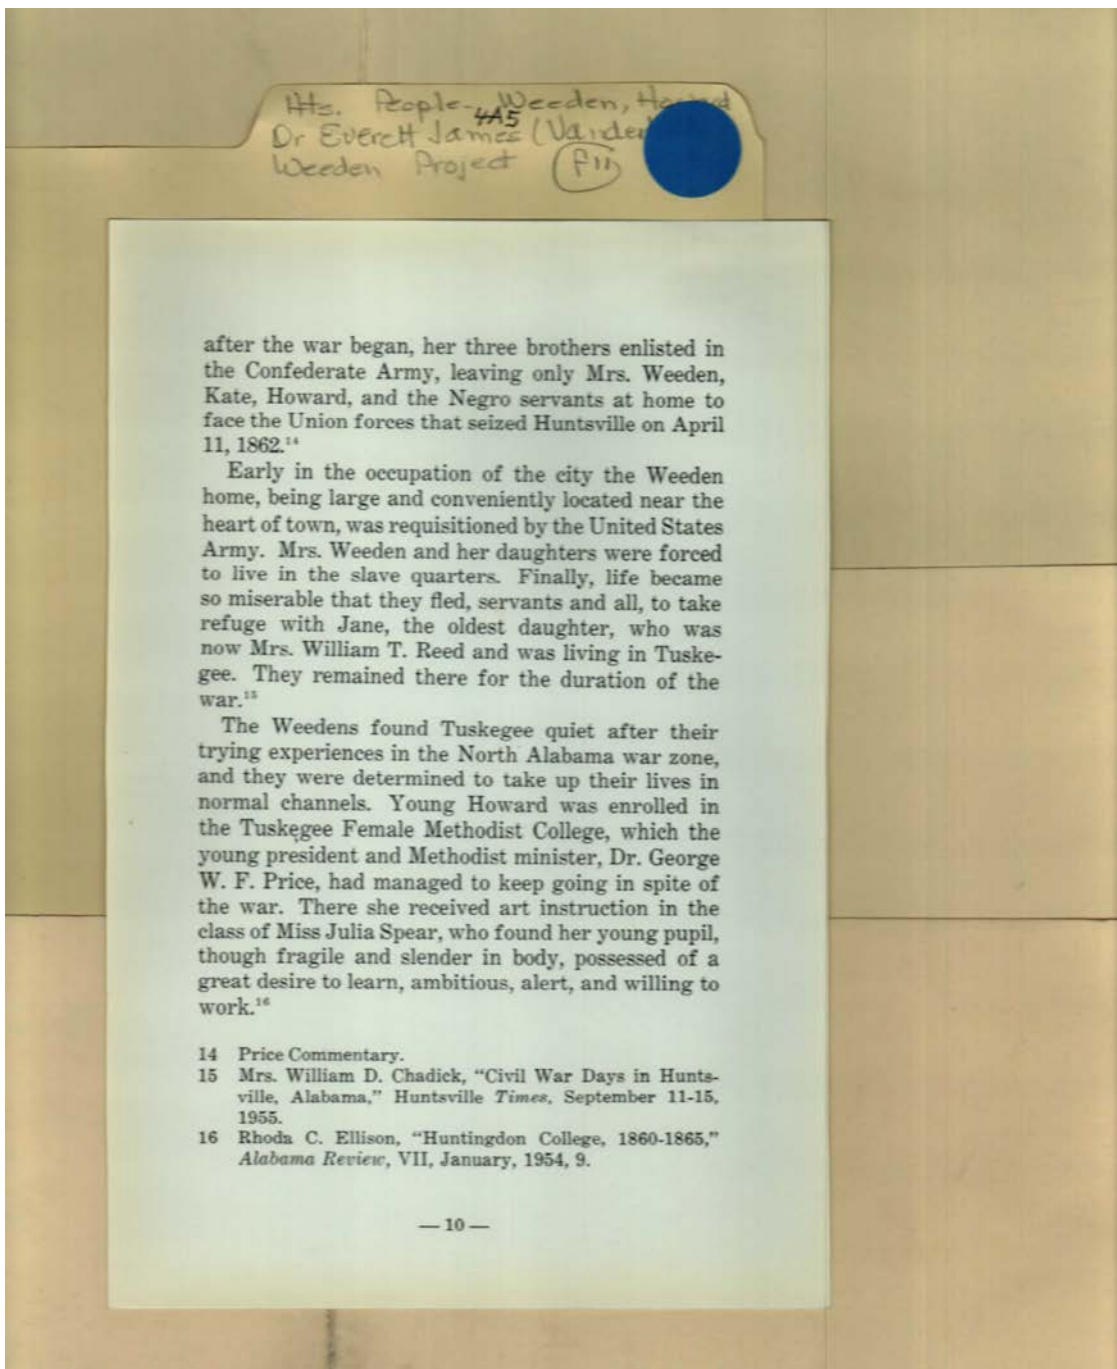 Hts. People- Weeden, Howard
4A5
Dr Everett James (Vander
Weeden Project (F11)
after the war began, her three brothers enlisted in
the Confederate Army, leaving only Mrs. Weeden,
Kate, Howard, and the Negro servants at home to
face the Union forces that seized Huntsville on April
11, 1862.¹⁴
Early in the occupation of the city the Weeden
home, being large and conveniently located near the
heart of town, was requisitioned by the United States
Army. Mrs. Weeden and her daughters were forced
to live in the slave quarters. Finally, life became
so miserable that they fled, servants and all, to take
refuge with Jane, the oldest daughter, who was
now Mrs. William T. Reed and was living in Tuske-
gee. They remained there for the duration of the
war.¹⁵
The Weedens found Tuskegee quiet after their
trying experiences in the North Alabama war zone,
and they were determined to take up their lives in
normal channels. Young Howard was enrolled in
the Tuskegee Female Methodist College, which the
young president and Methodist minister, Dr. George
W. F. Price, had managed to keep going in spite of
the war. There she received art instruction in the
class of Miss Julia Spear, who found her young pupil,
though fragile and slender in body, possessed of a
great desire to learn, ambitious, alert, and willing to
work.¹⁶
14 Price Commentary.
15 Mrs. William D. Chadick, “Civil War Days in Hunts-
ville, Alabama,” Huntsville Times, September 11-15,
1955.
16 Rhoda C. Ellison, “Huntingdon College, 1860-1865,”
Alabama Review, VII, January, 1954, 9.
— 10 —